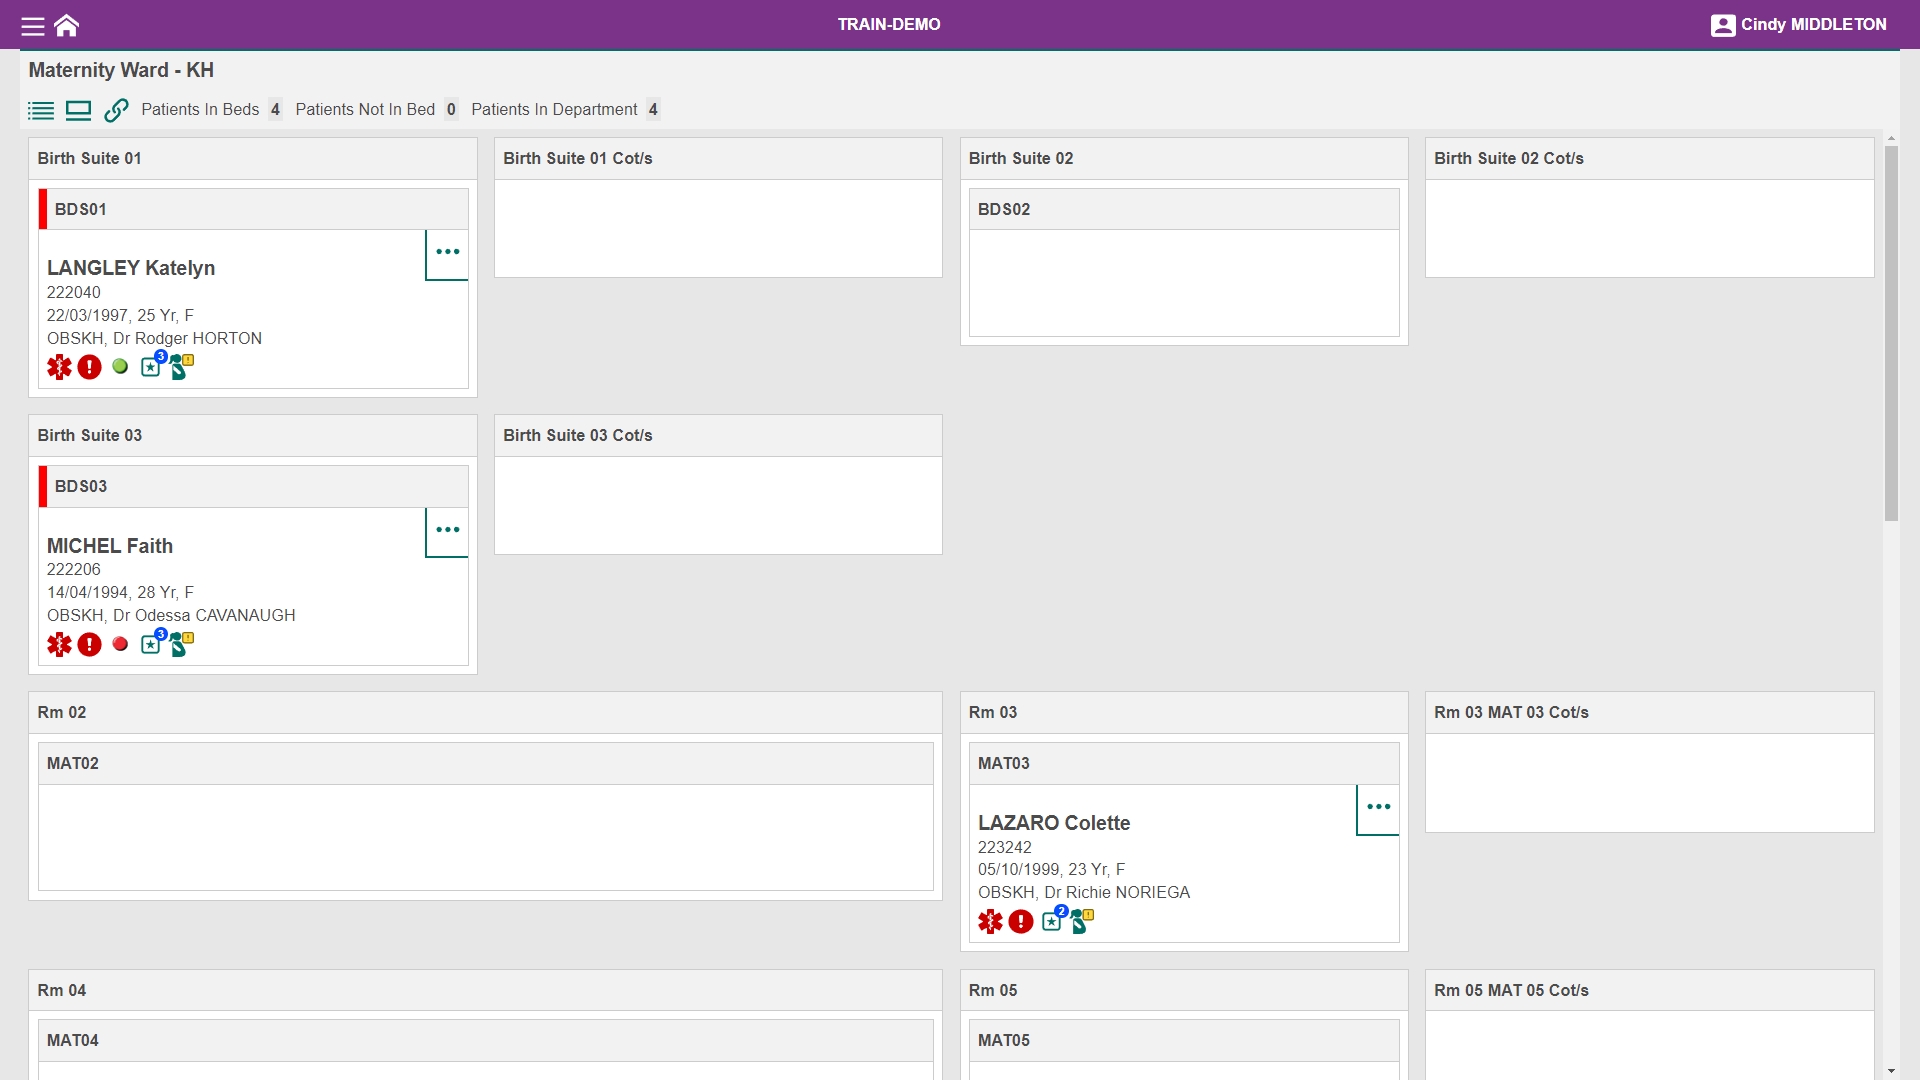 TRAIN-DEMO
Cindy MIDDLETON
Maternity Ward - KH
Patients In Beds 4 Patients Not In Bed 0 Patients In Department 4
Birth Suite 01
BDS01
LANGLEY Katelyn
222040
22/03/1997, 25 Yr, F
OBSKH, Dr Rodger HORTON
3
Birth Suite 01 Cot/s
Birth Suite 02
BDS02
Birth Suite 02 Cot/s
Birth Suite 03
BDS03
MICHEL Faith
222206
14/04/1994, 28 Yr, F
OBSKH, Dr Odessa CAVANAUGH
3
Birth Suite 03 Cot/s
Rm 02
MAT02
Rm 03
MAT03
LAZARO Colette
223242
05/10/1999, 23 Yr, F
OBSKH, Dr Richie NORIEGA
2
Rm 03 MAT 03 Cot/s
Rm 04
MAT04
Rm 05
MAT05
Rm 05 MAT 05 Cot/s